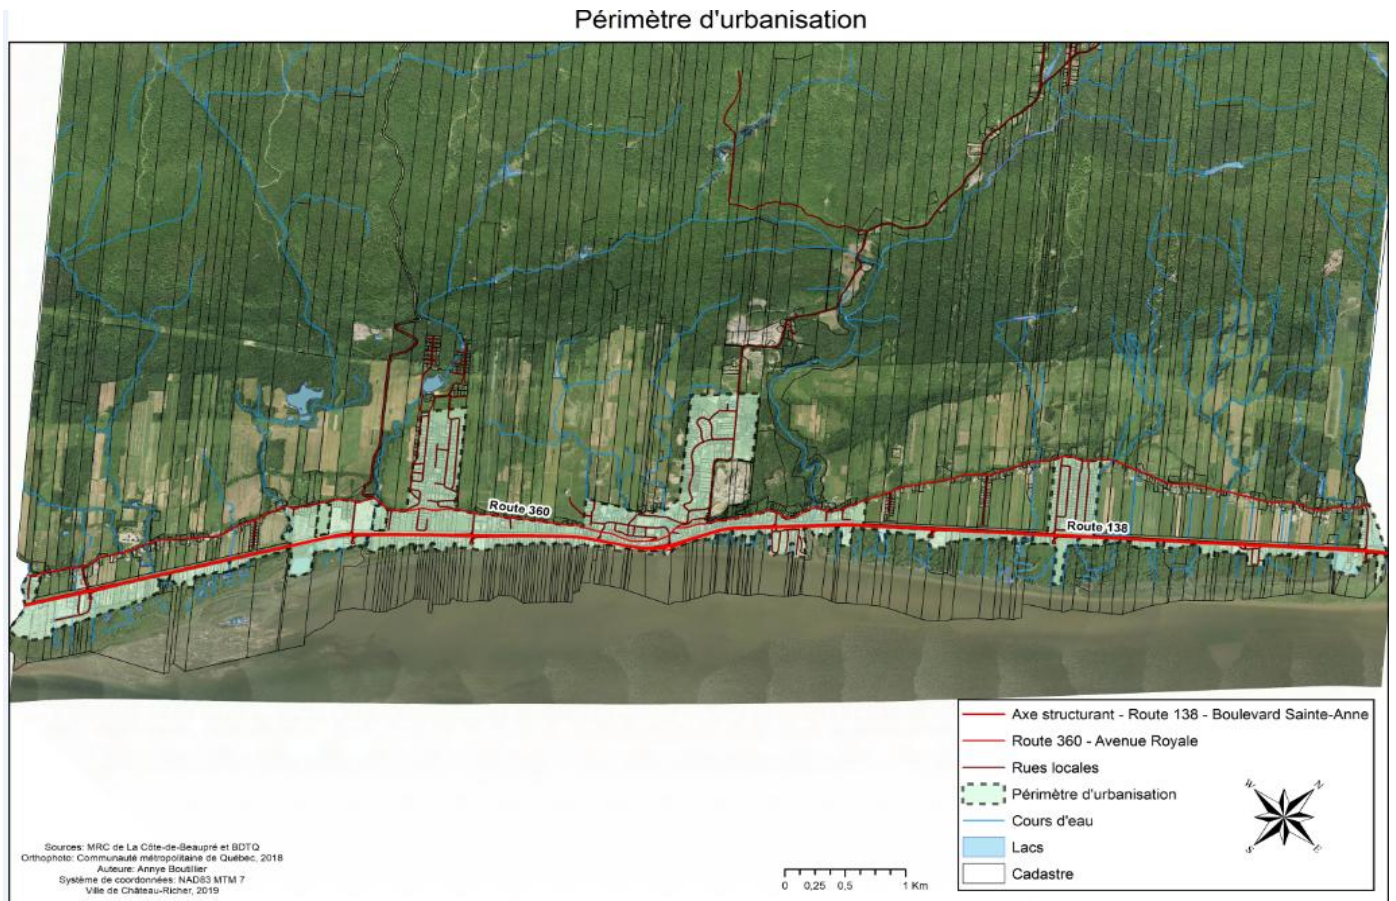 Périmètre d'urbanisation
Route 360
Route 138
Axe structurant - Route 138 - Boulevard Sainte-Anne
Route 360 - Avenue Royale
Rues locales
Périmètre d'urbanisation
Cours d'eau
Lacs
Cadastre
W N
S E
Sources: MRC de La Côte-de-Beaupré et BDTQ
Orthophoto: Communauté métropolitaine de Québec, 2018
Auteure: Annye Boutillier
Système de coordonnées: NAD83 MTM 7
Ville de Château-Richer, 2019
0 0,25 0,5 1 Km